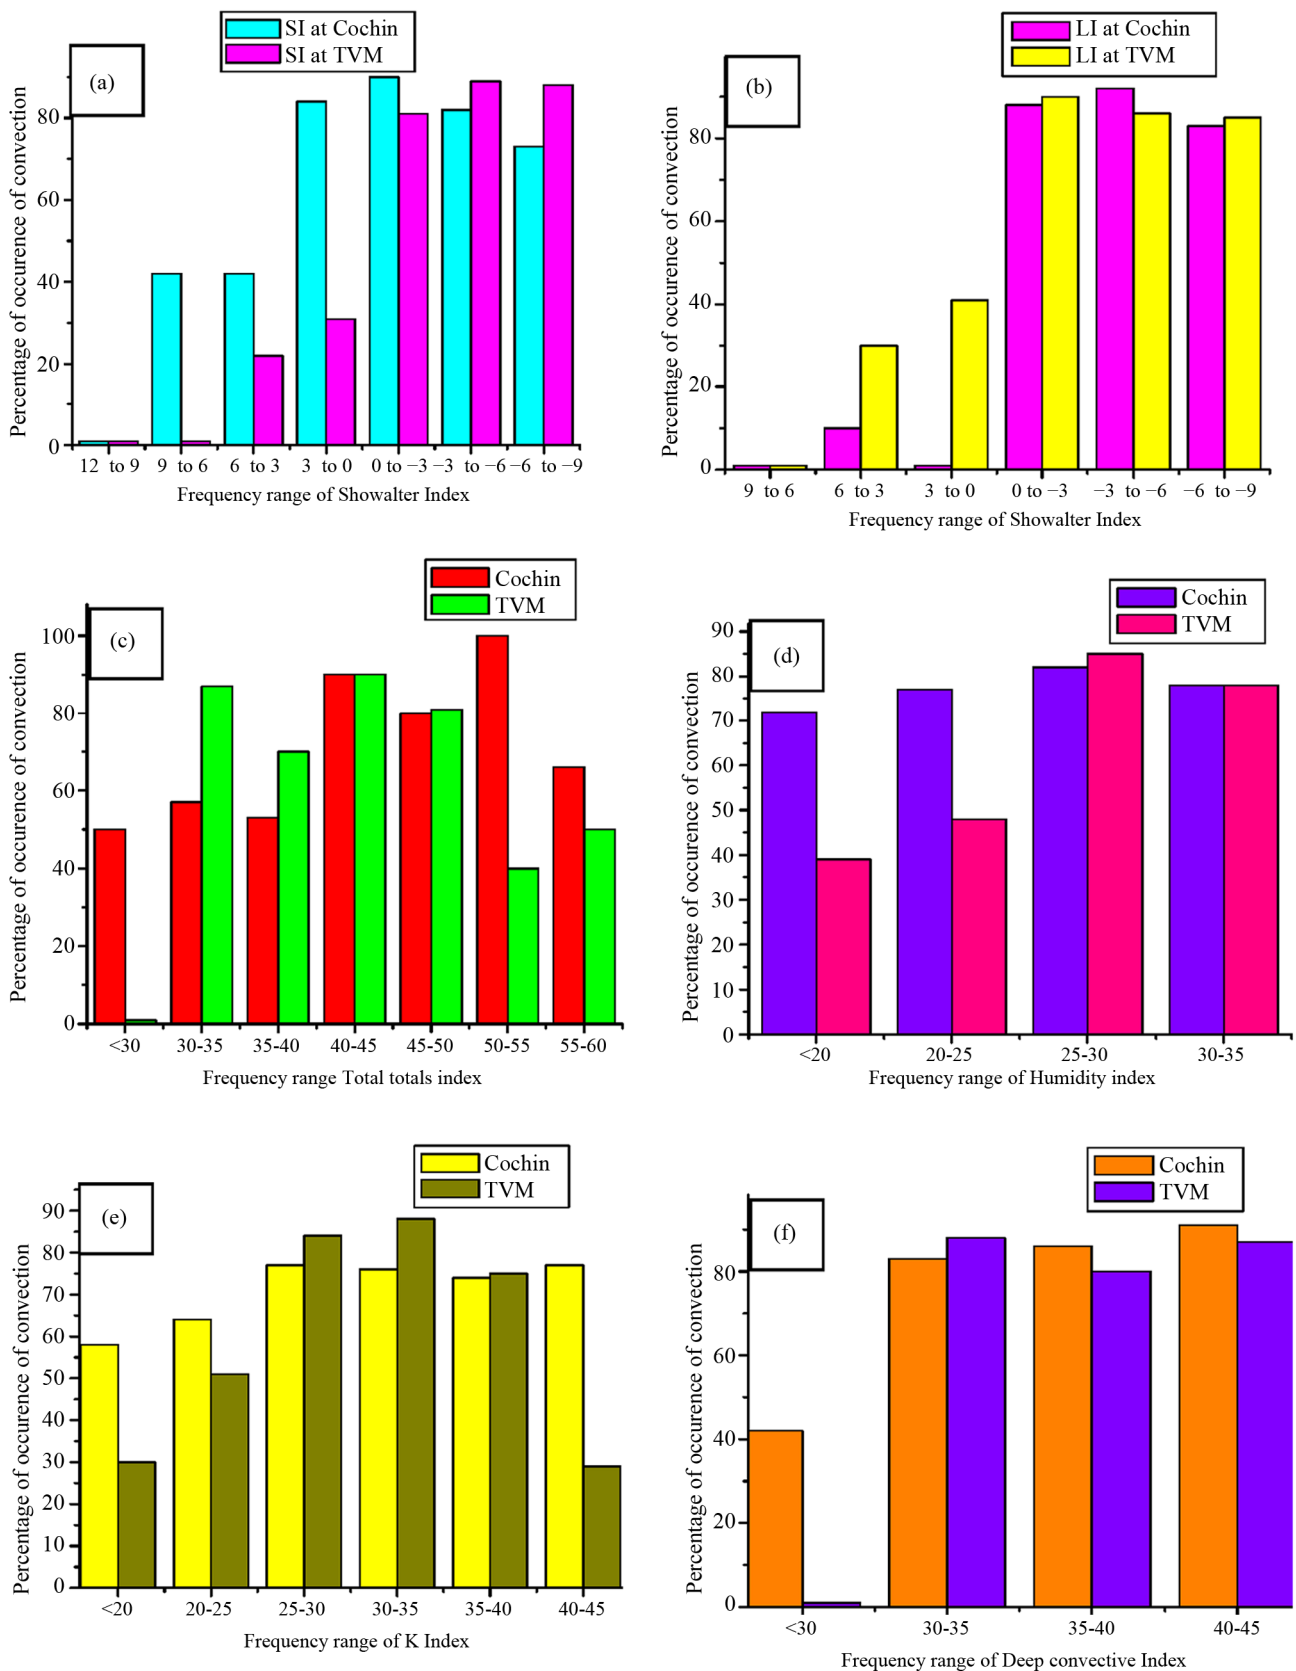 SI at Cochin
SI at TVM
(a)
Percentage of occurence of convection
80
60
40
20
0
12 to 9 9 to 6 6 to 3 3 to 0 0 to −3 −3 to −6 −6 to −9
Frequency range of Showalter Index
LI at Cochin
LI at TVM
(b)
Percentage of occurence of convection
80
60
40
20
0
9 to 6 6 to 3 3 to 0 0 to −3 −3 to −6 −6 to −9
Frequency range of Showalter Index
Cochin
TVM
(c)
Percentage of occurence of convection
100
80
60
40
20
0
<30 30-35 35-40 40-45 45-50 50-55 55-60
Frequency range Total totals index
Cochin
TVM
(d)
Percentage of occurence of convection
90
80
70
60
50
40
30
20
10
0
<20 20-25 25-30 30-35
Frequency range of Humidity index
Cochin
TVM
(e)
Percentage of occurence of convection
90
80
70
60
50
40
30
20
10
0
<20 20-25 25-30 30-35 35-40 40-45
Frequency range of K Index
Cochin
TVM
(f)
Percentage of occurence of convection
80
60
40
20
0
<30 30-35 35-40 40-45
Frequency range of Deep convective Index